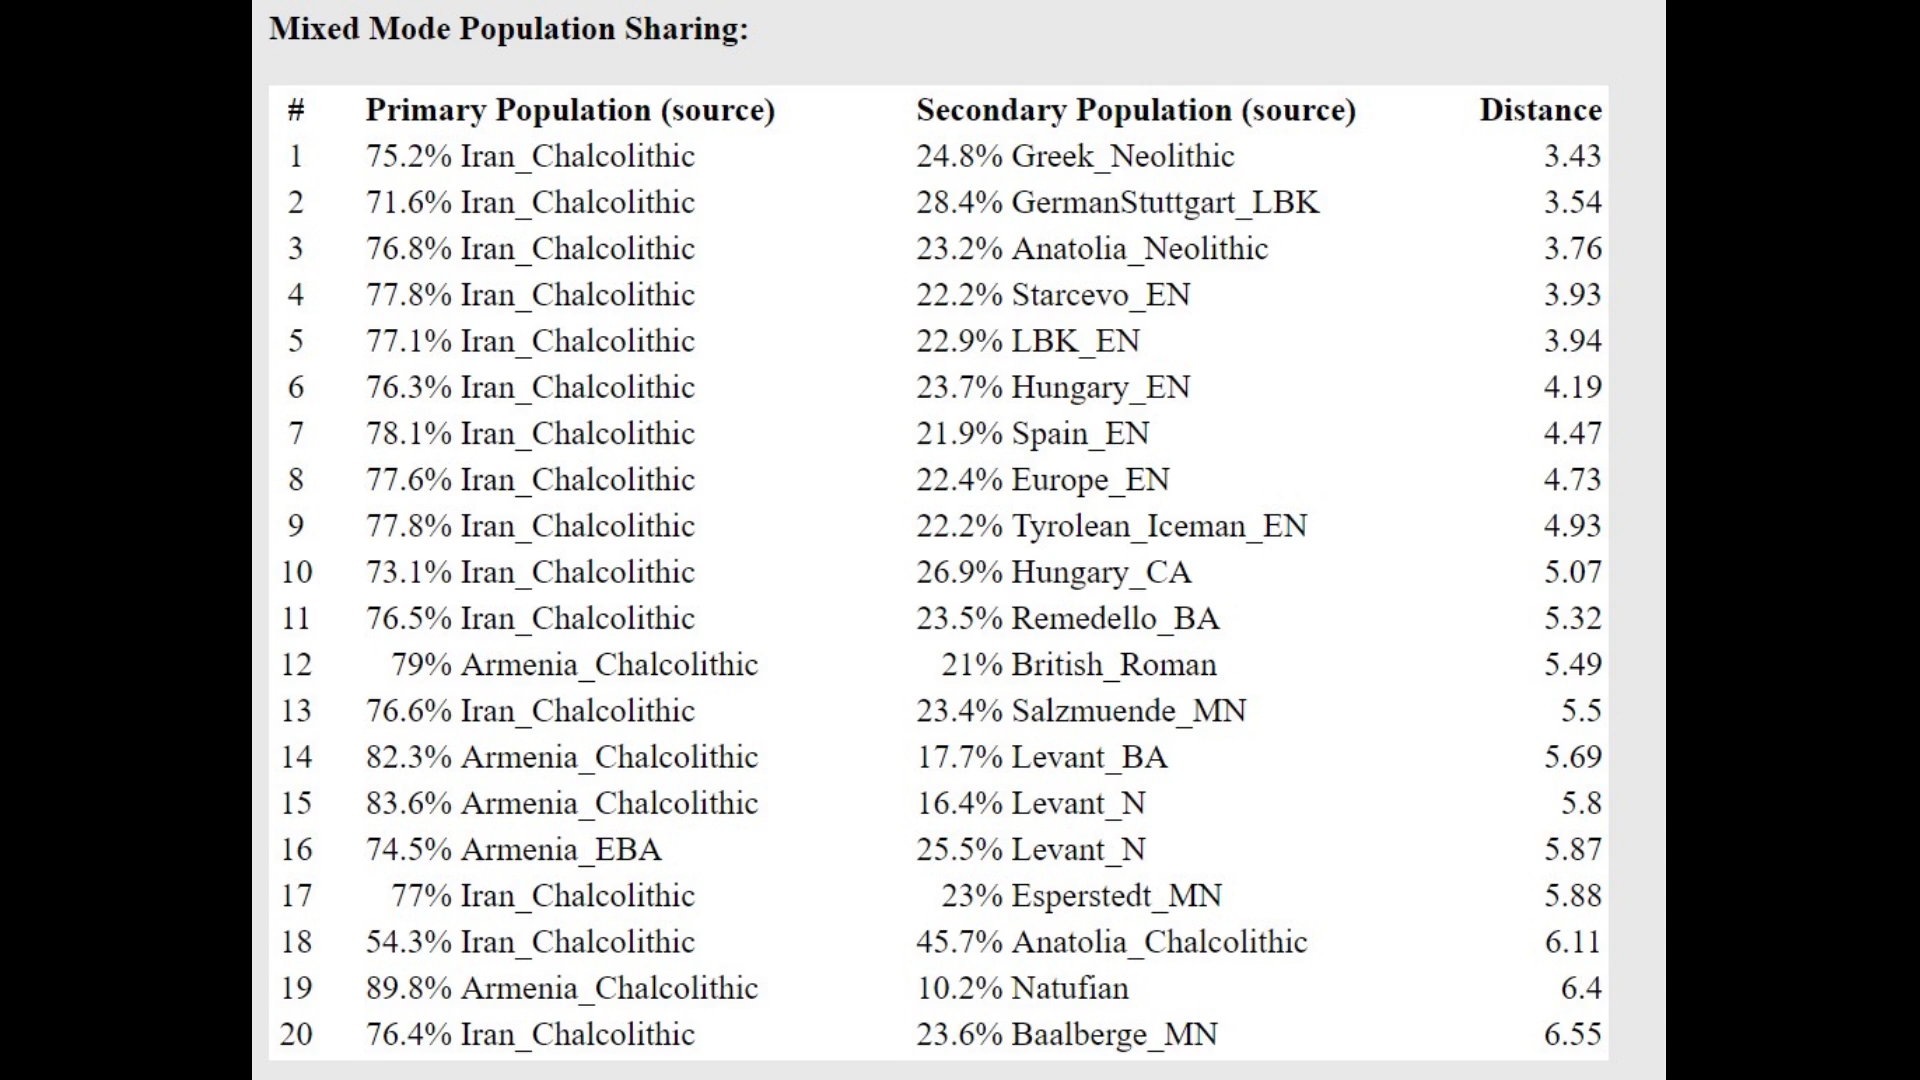 Mixed Mode Population Sharing:
# Primary Population (source) Secondary Population (source) Distance
1 75.2% Iran_Chalcolithic 24.8% Greek_Neolithic 3.43
2 71.6% Iran_Chalcolithic 28.4% GermanStuttgart_LBK 3.54
3 76.8% Iran_Chalcolithic 23.2% Anatolia_Neolithic 3.76
4 77.8% Iran_Chalcolithic 22.2% Starcevo_EN 3.93
5 77.1% Iran_Chalcolithic 22.9% LBK_EN 3.94
6 76.3% Iran_Chalcolithic 23.7% Hungary_EN 4.19
7 78.1% Iran_Chalcolithic 21.9% Spain_EN 4.47
8 77.6% Iran_Chalcolithic 22.4% Europe_EN 4.73
9 77.8% Iran_Chalcolithic 22.2% Tyrolean_Iceman_EN 4.93
10 73.1% Iran_Chalcolithic 26.9% Hungary_CA 5.07
11 76.5% Iran_Chalcolithic 23.5% Remedello_BA 5.32
12 79% Armenia_Chalcolithic 21% British_Roman 5.49
13 76.6% Iran_Chalcolithic 23.4% Salzmuende_MN 5.5
14 82.3% Armenia_Chalcolithic 17.7% Levant_BA 5.69
15 83.6% Armenia_Chalcolithic 16.4% Levant_N 5.8
16 74.5% Armenia_EBA 25.5% Levant_N 5.87
17 77% Iran_Chalcolithic 23% Esperstedt_MN 5.88
18 54.3% Iran_Chalcolithic 45.7% Anatolia_Chalcolithic 6.11
19 89.8% Armenia_Chalcolithic 10.2% Natufian 6.4
20 76.4% Iran_Chalcolithic 23.6% Baalberge_MN 6.55